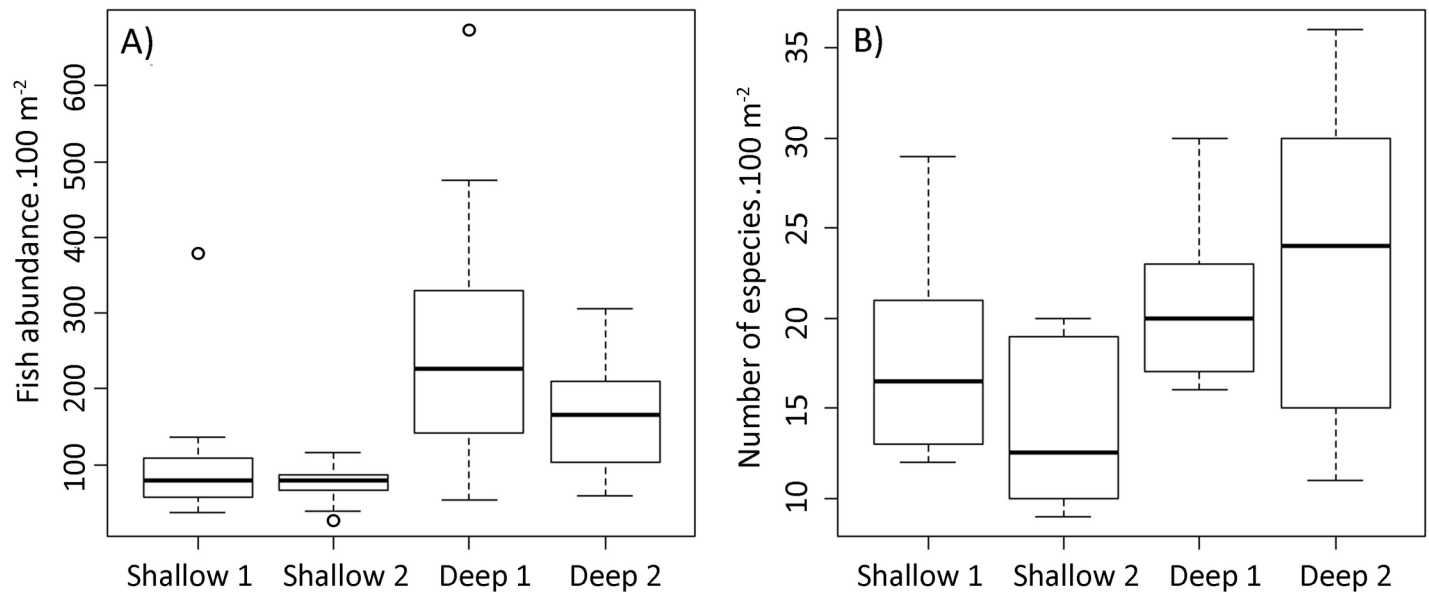 A)
Fish abundance.100 m-2
600
500
400
300
200
100
Shallow 1 Shallow 2 Deep 1 Deep 2
B)
Number of especies.100 m-2
35
30
25
20
15
10
Shallow 1 Shallow 2 Deep 1 Deep 2